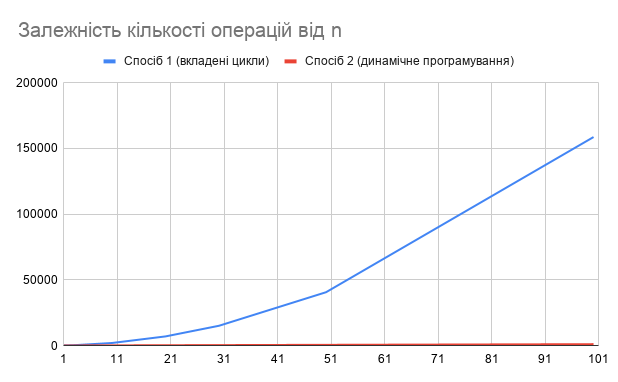 Залежність кількості операцій від n
Спосіб 1 (вкладені цикли) Спосіб 2 (динамічне програмування)
200000
150000
100000
50000
0
1 11 21 31 41 51 61 71 81 91 101